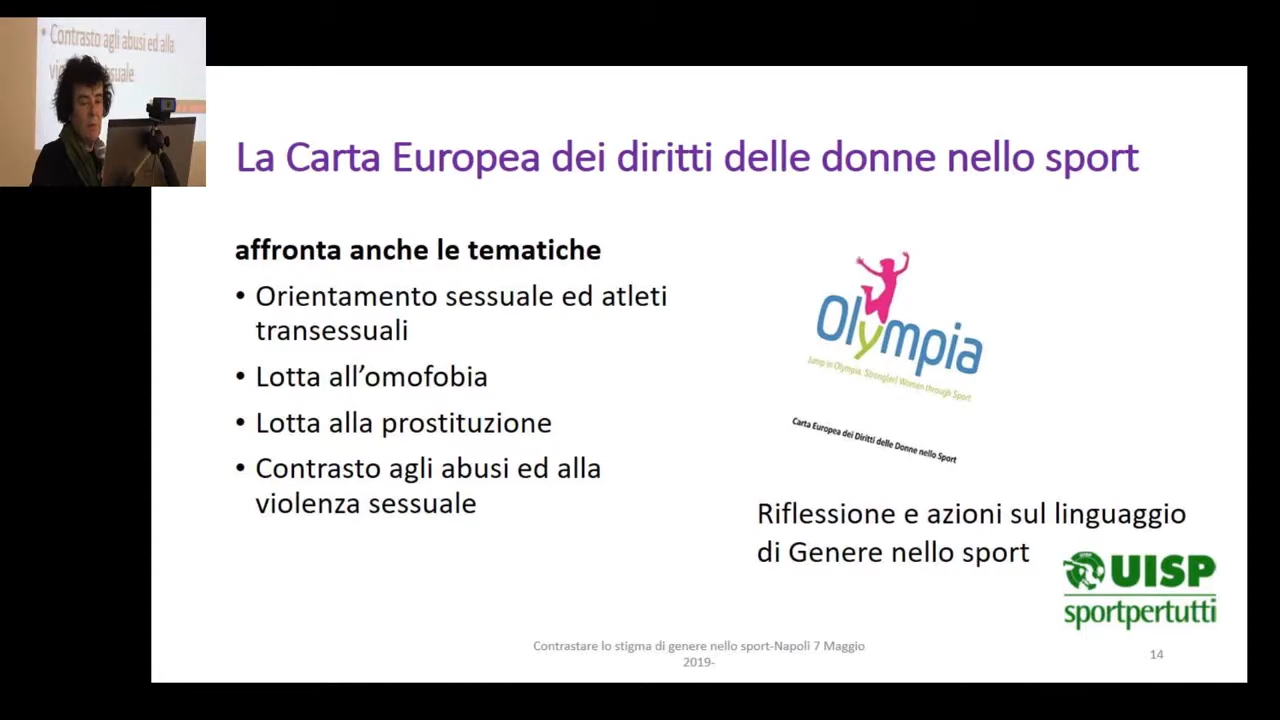 • Contrasto agli abusi ed alla
La Carta Europea dei diritti delle donne nello sport
affronta anche le tematiche
• Orientamento sessuale ed atleti
transessuali
• Lotta all’omofobia
• Lotta alla prostituzione
• Contrasto agli abusi ed alla
violenza sessuale
Olympia
Jump in Olympia. Strong(er) Women through Sport
Carta Europea dei Diritti delle Donne nello Sport
Riflessione e azioni sul linguaggio
di Genere nello sport
UISP
sportpertutti
Contrastare lo stigma di genere nello sport-Napoli 7 Maggio
2019-
14